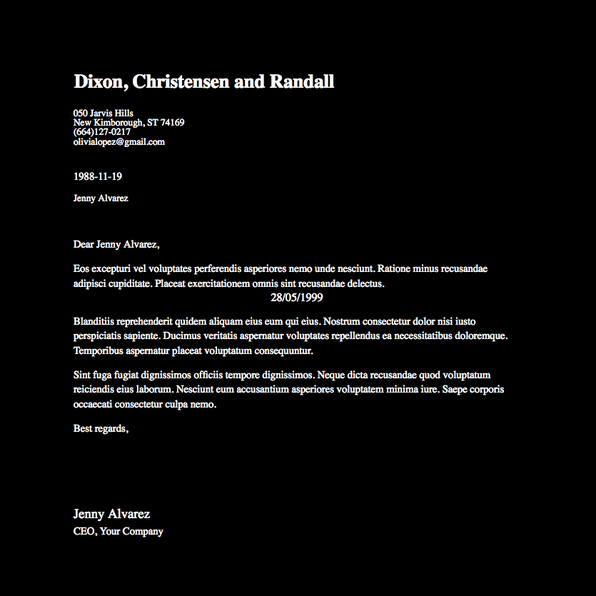 Dixon, Christensen and Randall
050 Jarvis Hills
New Kimborough, ST 74169
(664)127-0217
olivialopez@gmail.com
1988-11-19
Jenny Alvarez
Dear Jenny Alvarez,
Eos excepturi vel voluptates perferendis asperiores nemo unde nesciunt. Ratione minus recusandae
adipisci cupiditate. Placeat exercitationem omnis sint recusandae delectus.
28/05/1999
Blanditiis reprehenderit quidem aliquam eius eum qui eius. Nostrum consectetur dolor nisi iusto
perspiciatis sapiente. Ducimus veritatis aspernatur voluptates repellendus ea necessitatibus doloremque.
Temporibus aspernatur placeat voluptatum consequuntur.
Sint fuga fugiat dignissimos officiis tempore dignissimos. Neque dicta recusandae quod voluptatum
reiciendis eius laborum. Nesciunt eum accusantium asperiores voluptatem minima iure. Saepe corporis
occaecati consectetur culpa nemo.
Best regards,
Jenny Alvarez
CEO, Your Company